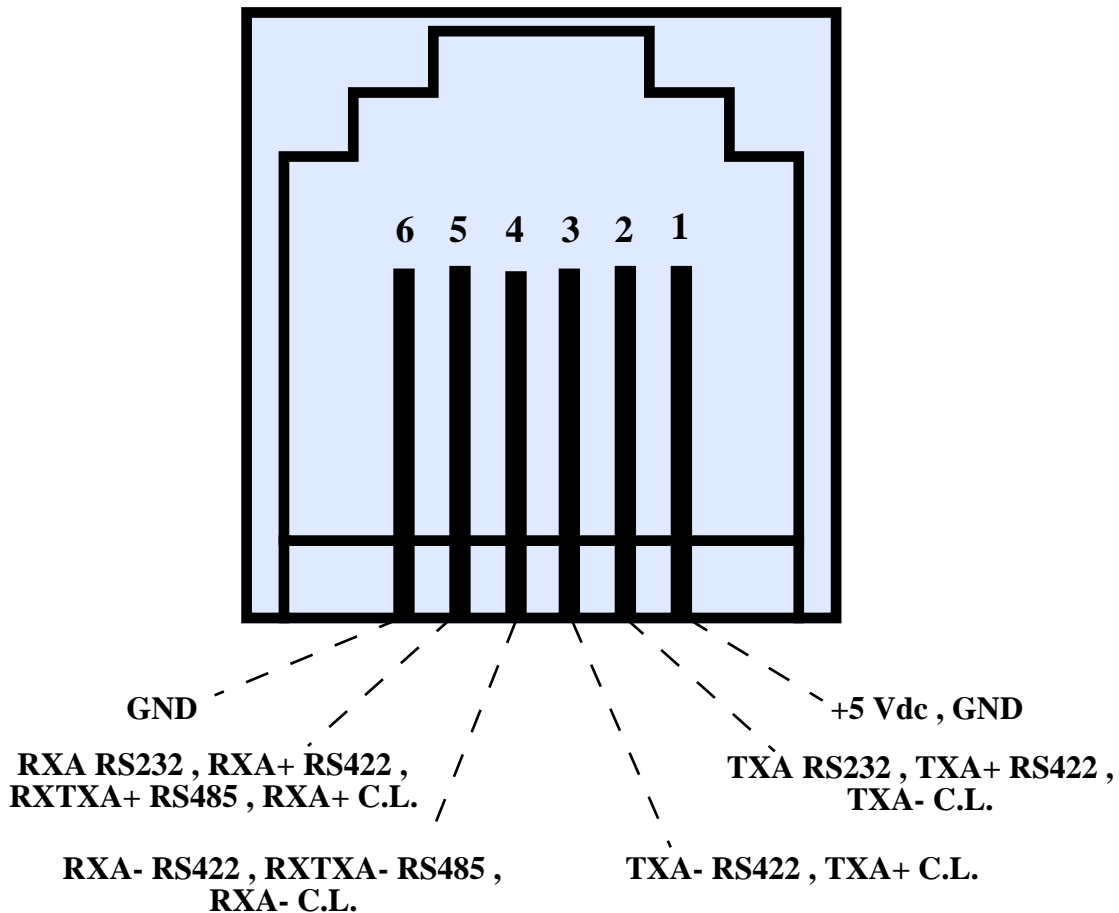 6 5 4 3 2 1
GND
+5 Vdc , GND
RXA RS232 , RXA+ RS422 ,
RXTXA+ RS485 , RXA+ C.L.
TXA RS232 , TXA+ RS422 ,
TXA- C.L.
RXA- RS422 , RXTXA- RS485 ,
RXA- C.L.
TXA- RS422 , TXA+ C.L.